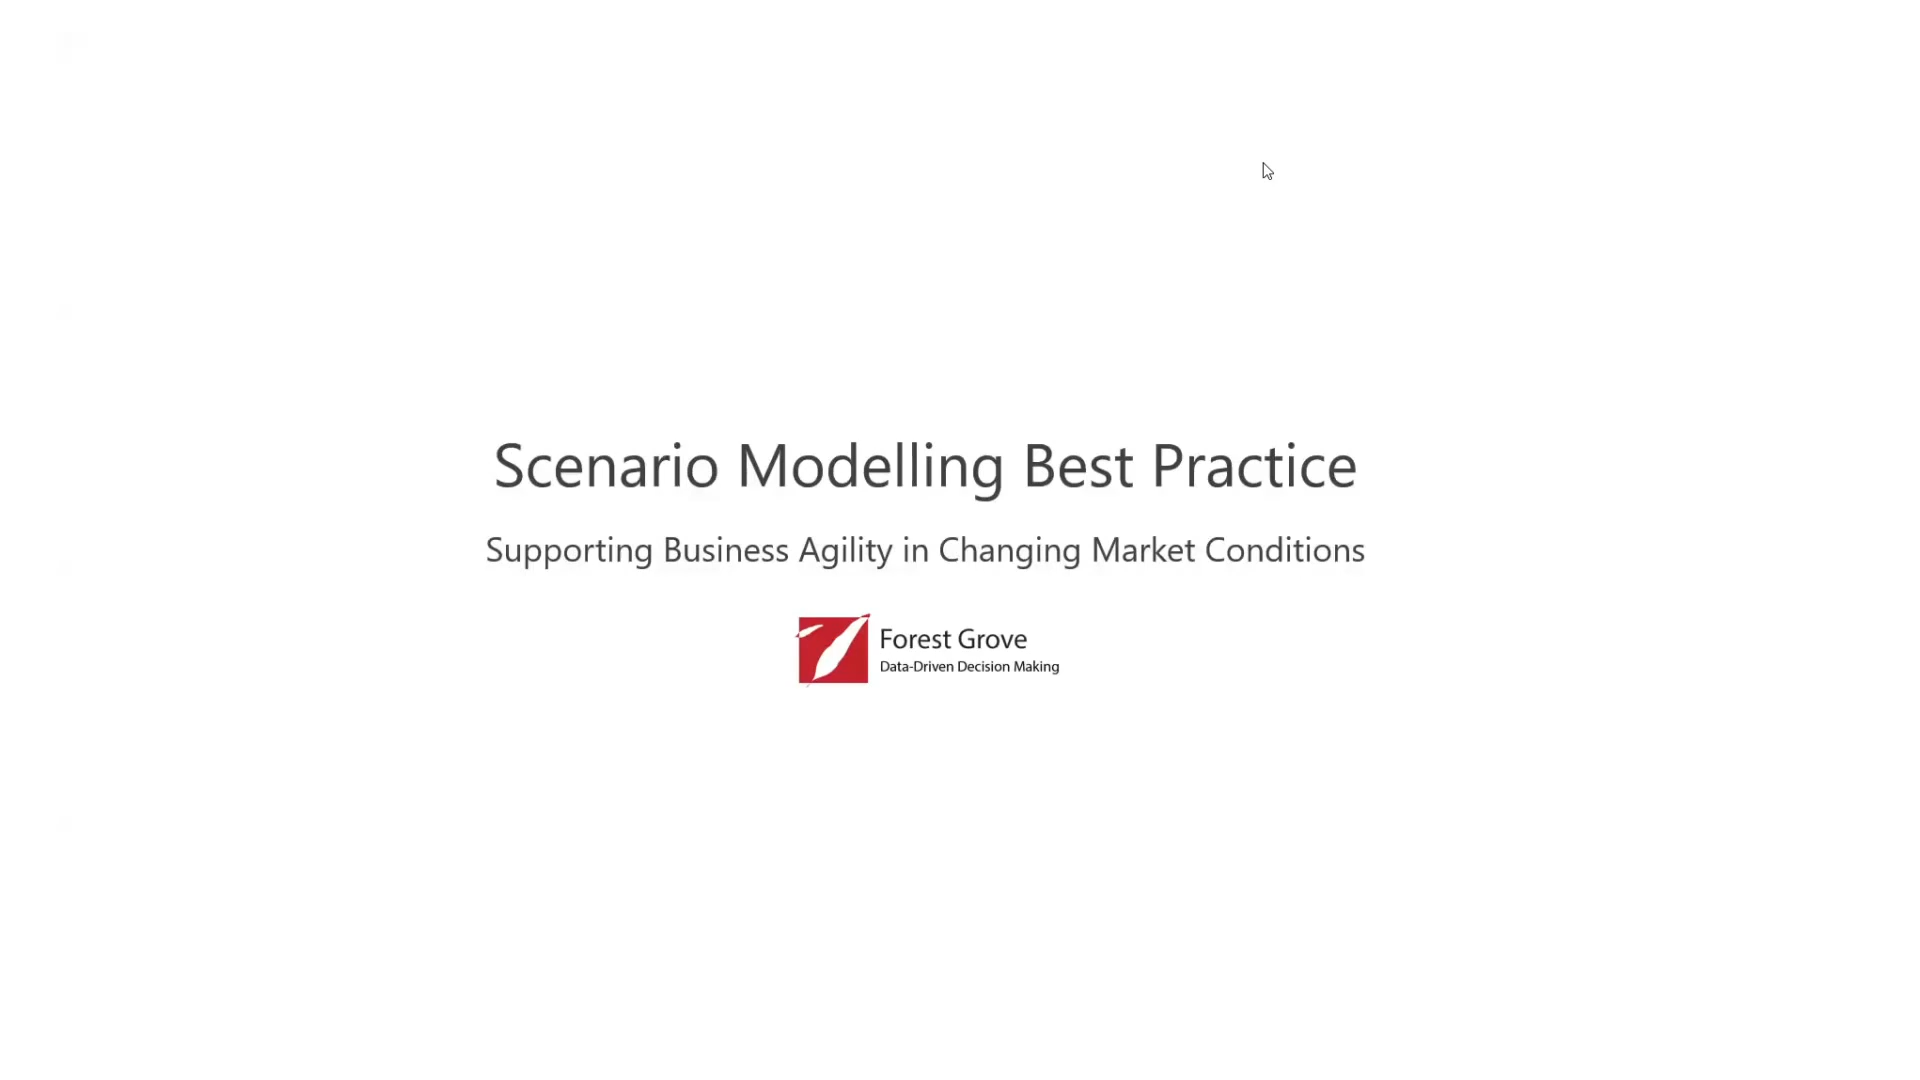 Scenario Modelling Best Practice
Supporting Business Agility in Changing Market Conditions
Forest Grove
Data-Driven Decision Making